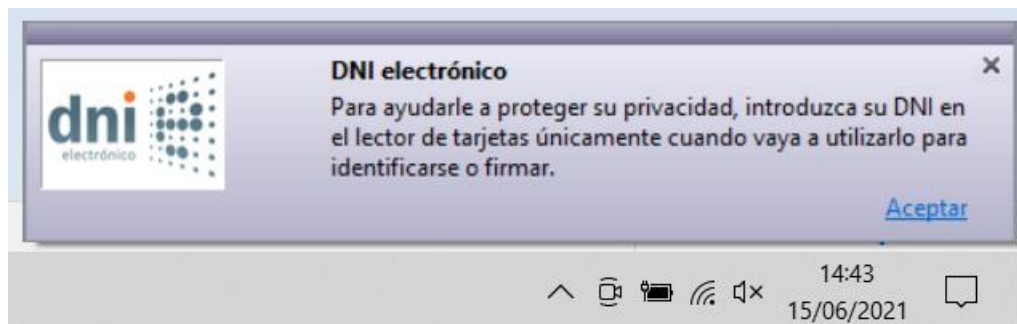 dni
electrónico
DNI electrónico
Para ayudarle a proteger su privacidad, introduzca su DNI en
el lector de tarjetas únicamente cuando vaya a utilizarlo para
identificarse o firmar.
Aceptar
14:43
15/06/2021